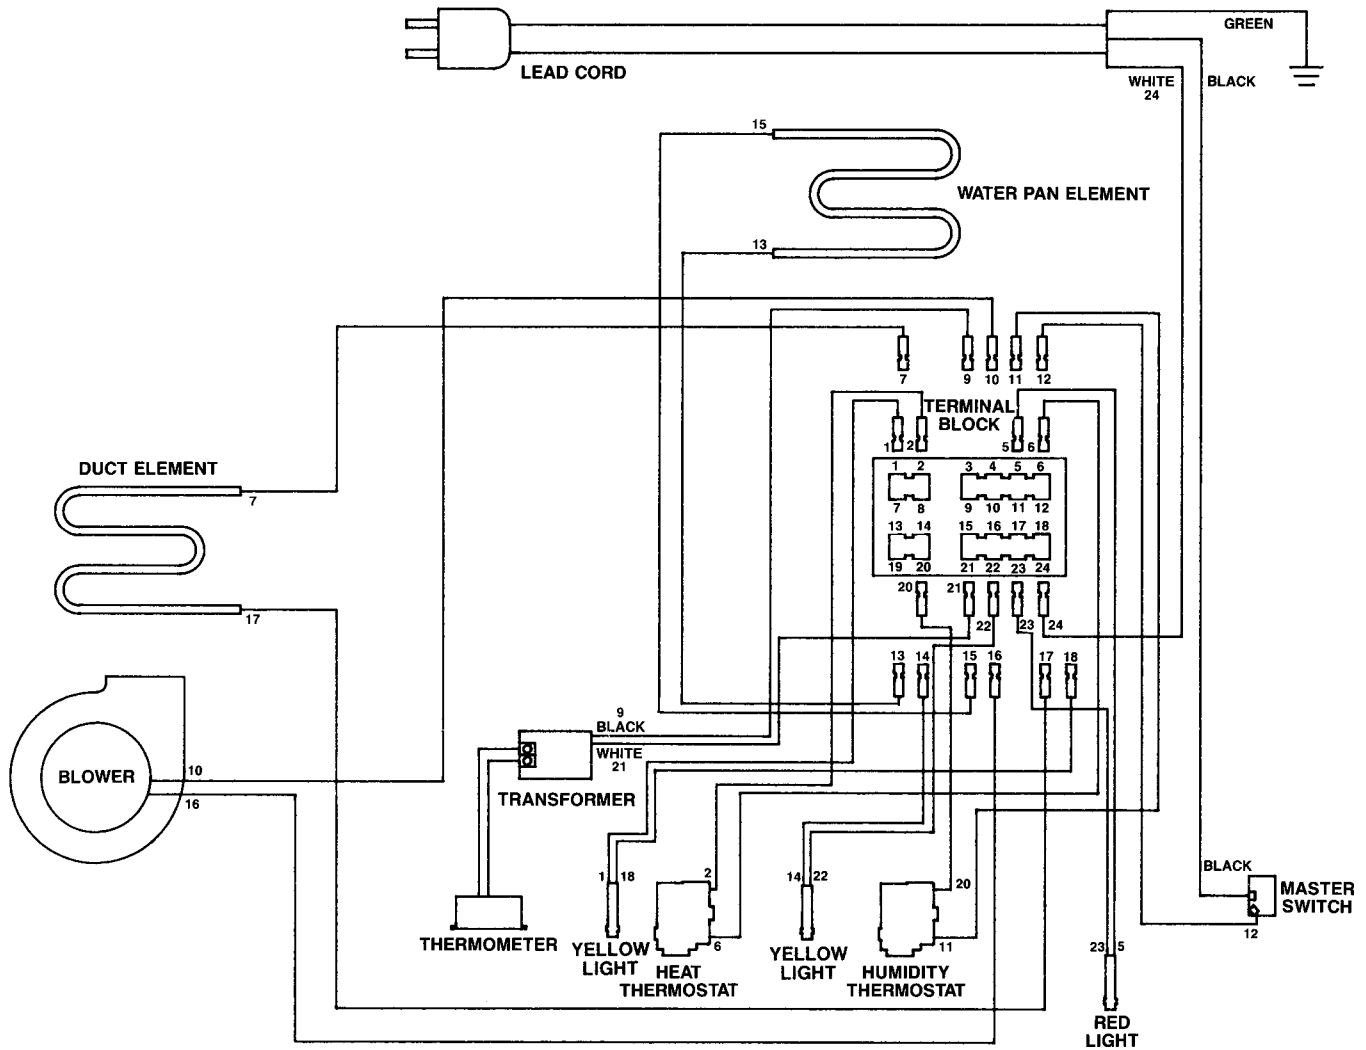 GREEN
LEAD CORD
WHITE
24
BLACK
15
WATER PAN ELEMENT
13
7 9 10 11 12
TERMINAL
BLOCK
1 2 5 6
DUCT ELEMENT
7
1 2 3 4 5 6
7 8 9 10 11 12
13 14 15 16 17 18
19 20 21 22 23 24
20 21
22 23 24
17
13 14 15 16 17 18
9
BLACK
WHITE
21
BLOWER
10
16
TRANSFORMER
BLACK
1 18
2
14 22
20
MASTER
SWITCH
12
THERMOMETER
YELLOW
LIGHT
6
HEAT
THERMOSTAT
YELLOW
LIGHT
11
HUMIDITY
THERMOSTAT
23 5
RED
LIGHT